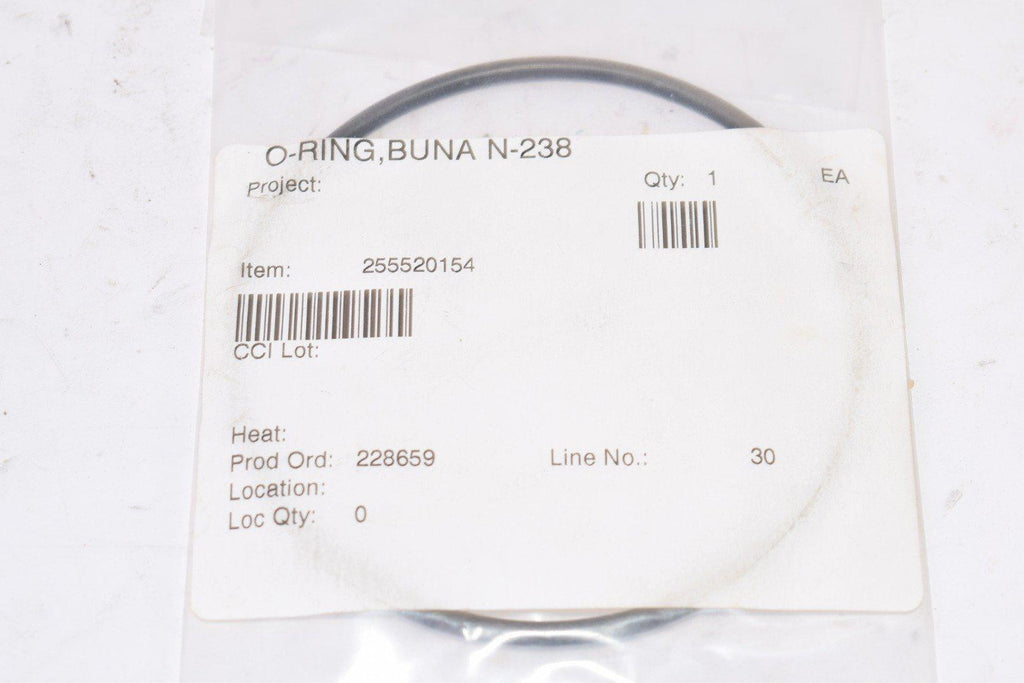 O-RING,BUNA N-238
Project: Qty: 1 EA
Item: 255520154
CCI Lot:
Heat:
Prod Ord: 228659 Line No.: 30
Location:
Loc Qty: 0